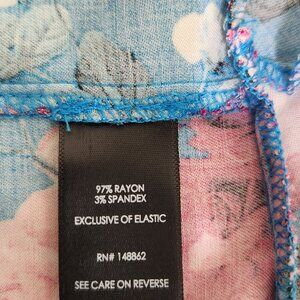 97% RAYON
3% SPANDEX
EXCLUSIVE OF ELASTIC
RN# 148862
SEE CARE ON REVERSE